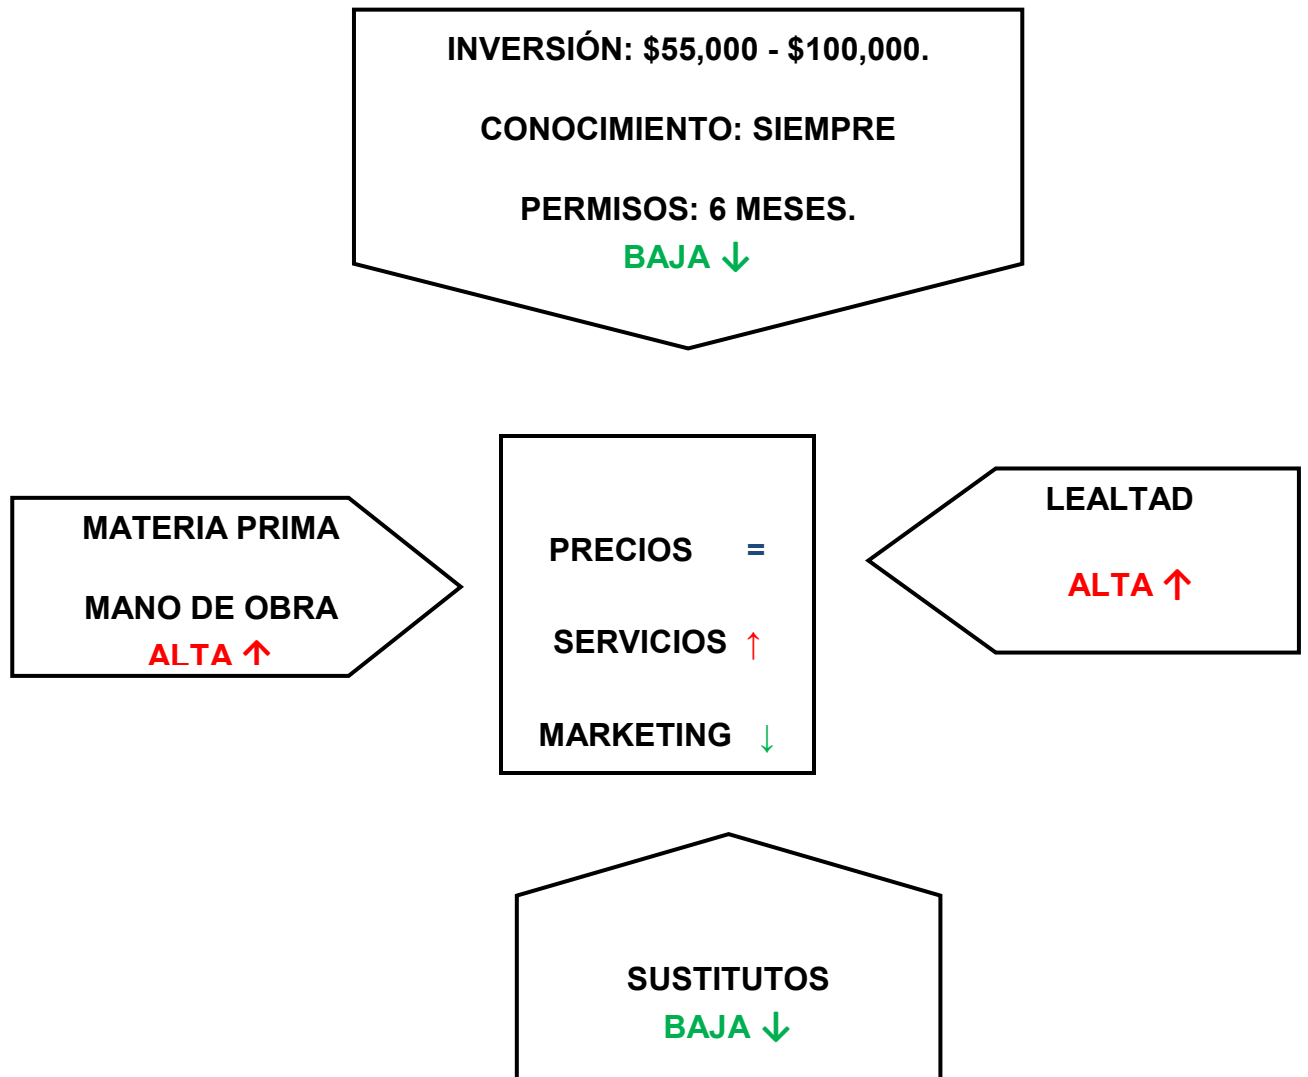 INVERSIÓN: $55,000 - $100,000.
CONOCIMIENTO: SIEMPRE
PERMISOS: 6 MESES.
BAJA ↓
MATERIA PRIMA
MANO DE OBRA
ALTA ↑
PRECIOS =
SERVICIOS ↑
MARKETING ↓
LEALTAD
ALTA ↑
SUSTITUTOS
BAJA ↓